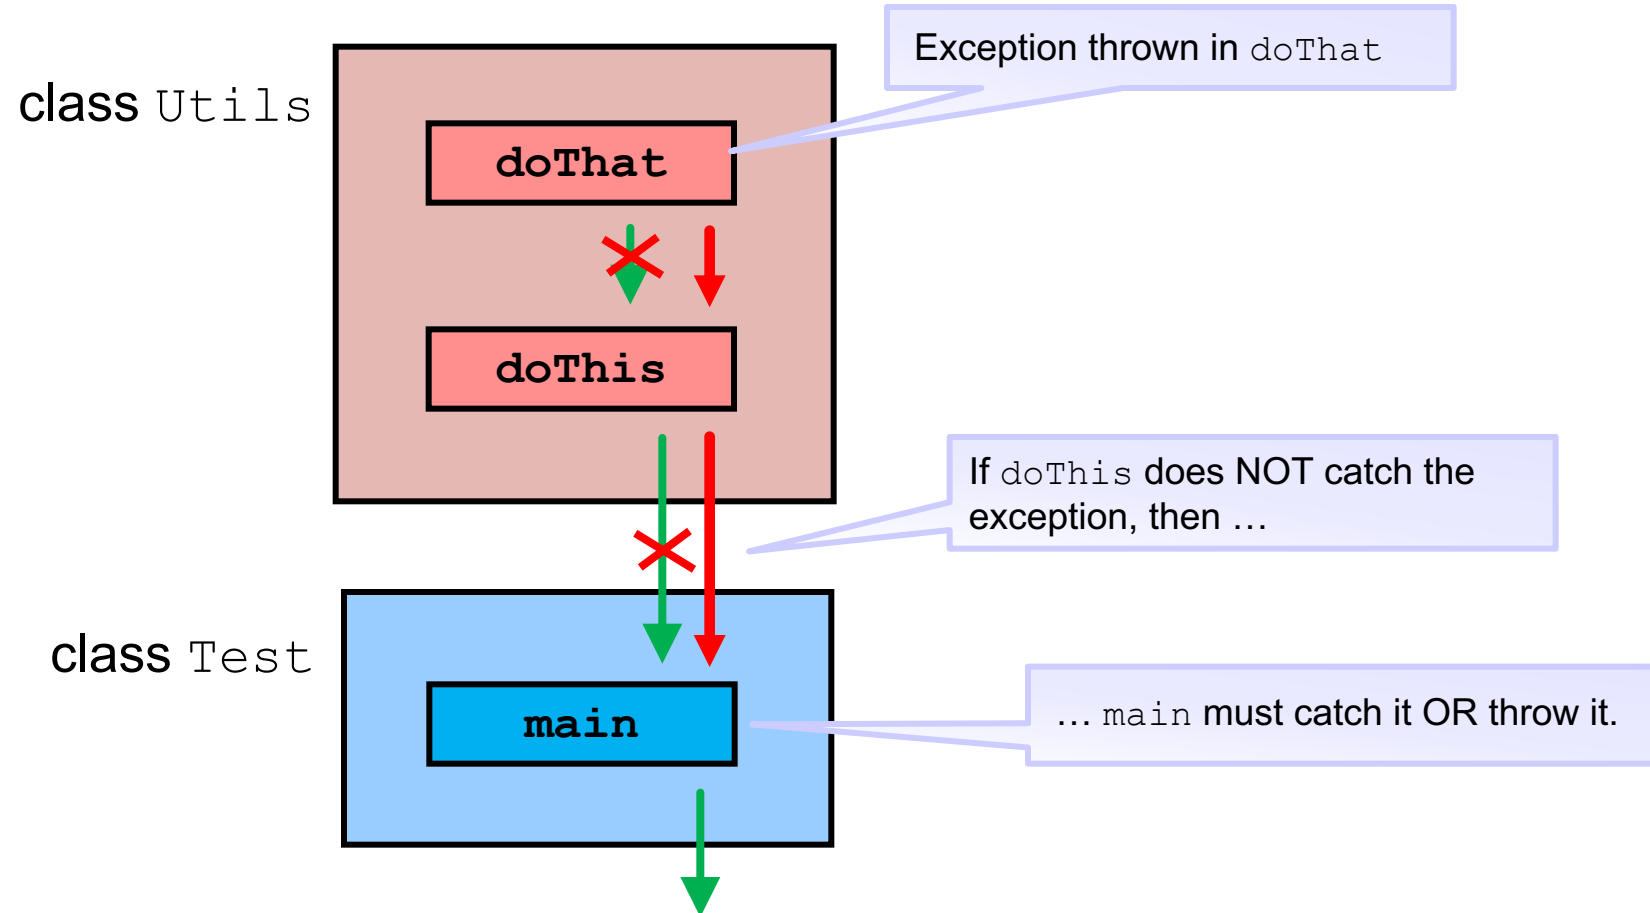 Exception thrown in doThat
class Utils
doThat
doThis
If doThis does NOT catch the
exception, then …
class Test
… main must catch it OR throw it.
main